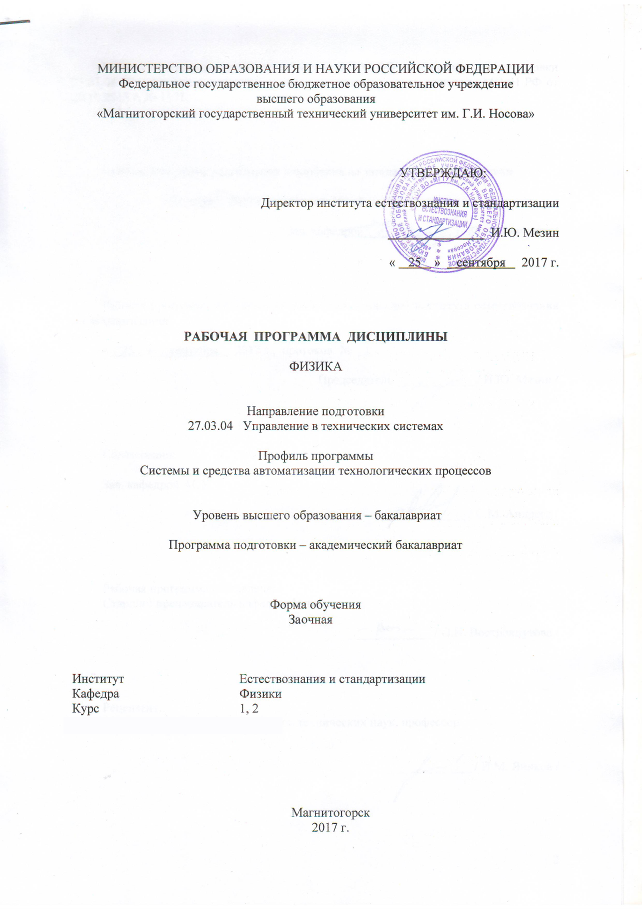 МИНИСТЕРСТВО ОБРАЗОВАНИЯ И НАУКИ РОССИЙСКОЙ ФЕДЕРАЦИИ
Федеральное государственное бюджетное образовательное учреждение
высшего образования
«Магнитогорский государственный технический университет им. Г.И. Носова»
УТВЕРЖДАЮ:
Директор института естествознания и стандартизации
И.Ю. Мезин
« 25 » сентября 2017 г.
ИНСТИТУТ
ЕСТЕСТВОЗНАНИЯ
И СТАНДАРТИЗАЦИИ
РАБОЧАЯ ПРОГРАММА ДИСЦИПЛИНЫ
ФИЗИКА
Направление подготовки
27.03.04 Управление в технических системах
Профиль программы
Системы и средства автоматизации технологических процессов
Уровень высшего образования – бакалавриат
Программа подготовки – академический бакалавриат
Форма обучения
Заочная
Институт Естествознания и стандартизации
Кафедра Физики
Курс 1, 2
Магнитогорск
2017 г.